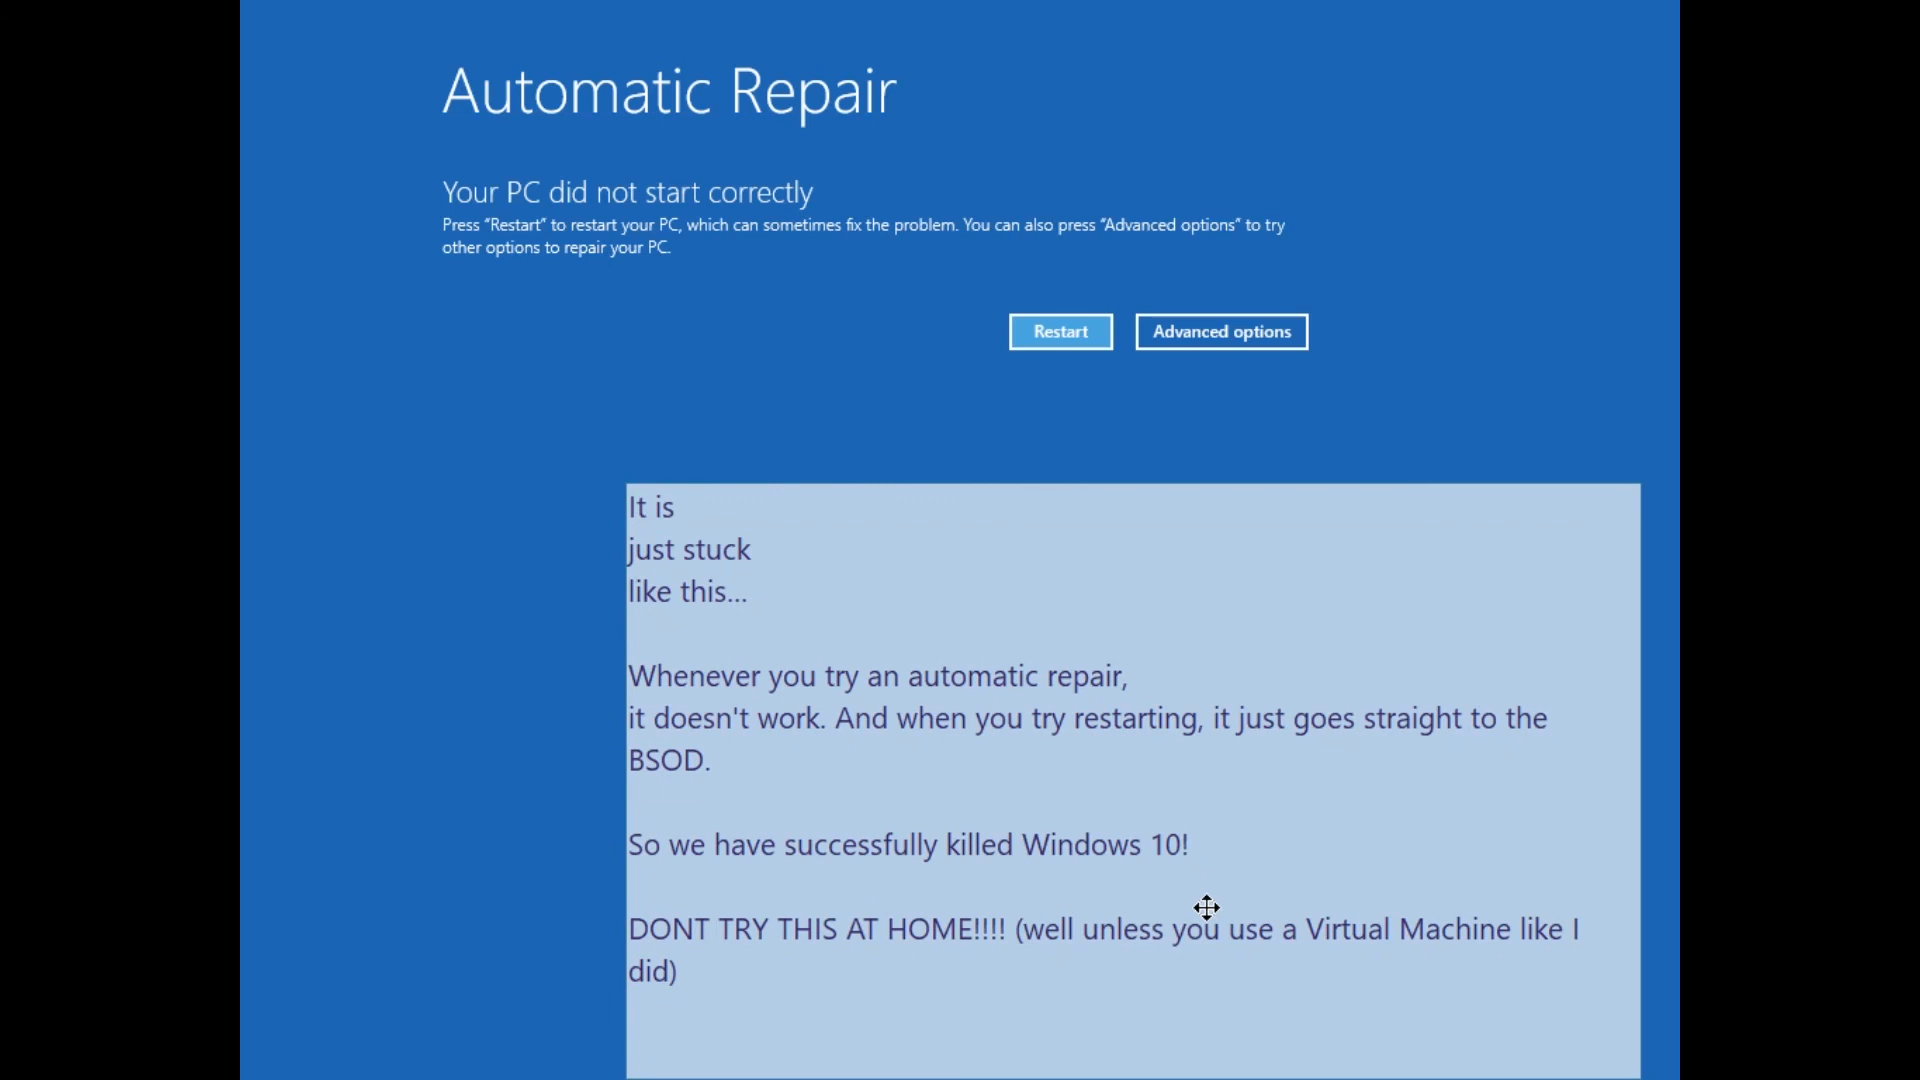 Automatic Repair
Your PC did not start correctly
Press “Restart” to restart your PC, which can sometimes fix the problem. You can also press “Advanced options” to try
other options to repair your PC.
Restart
Advanced options
It is
just stuck
like this...
Whenever you try an automatic repair,
it doesn't work. And when you try restarting, it just goes straight to the
BSOD.
So we have successfully killed Windows 10!
DONT TRY THIS AT HOME!!!! (well unless you use a Virtual Machine like I
did)